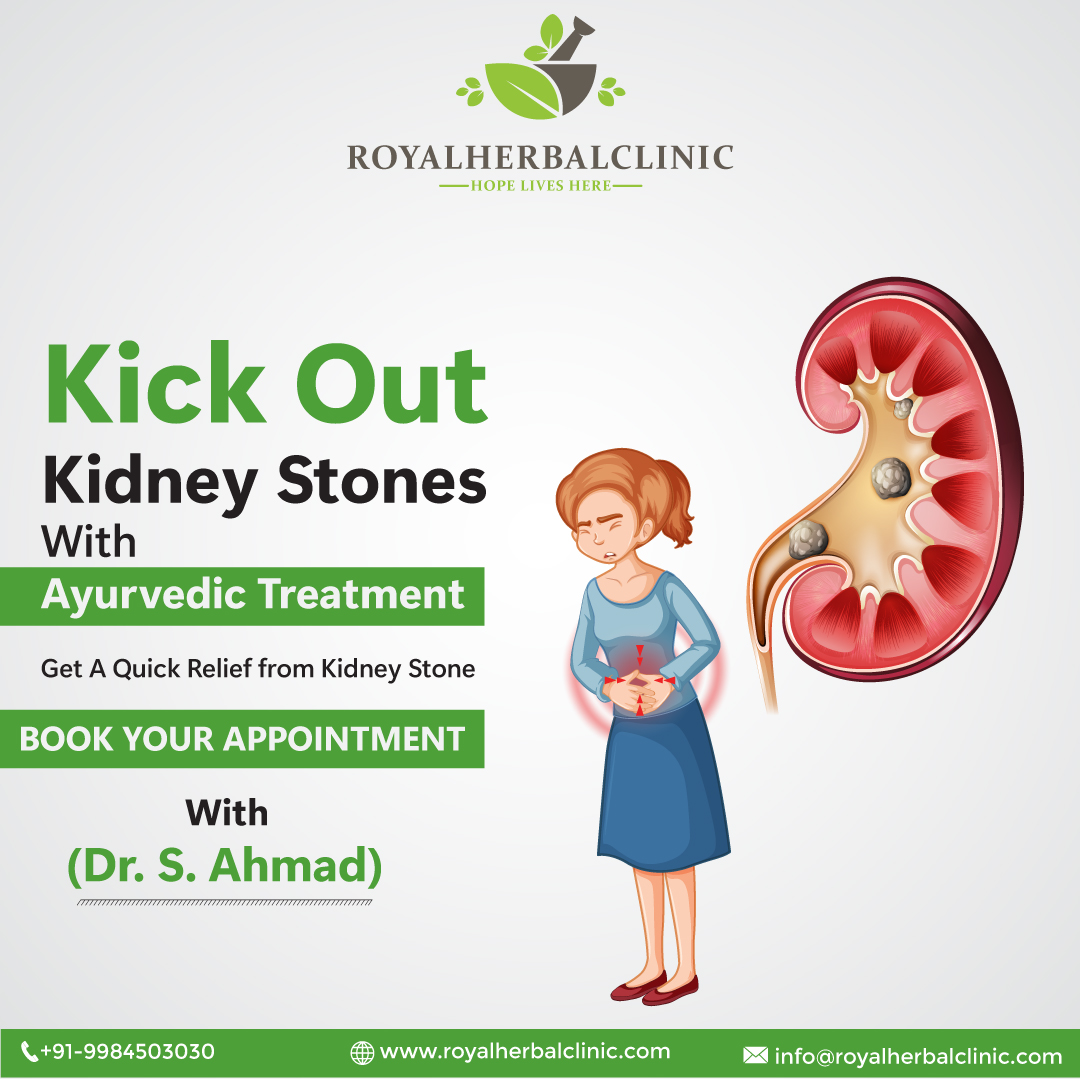 ROYALHERBALCLINIC
HOPE LIVES HERE
Kick Out
Kidney Stones
With
Ayurvedic Treatment
Get A Quick Relief from Kidney Stone
BOOK YOUR APPOINTMENT
With
(Dr. S. Ahmad)
+91-9984503030
www.royalherbalclinic.com
info@royalherbalclinic.com